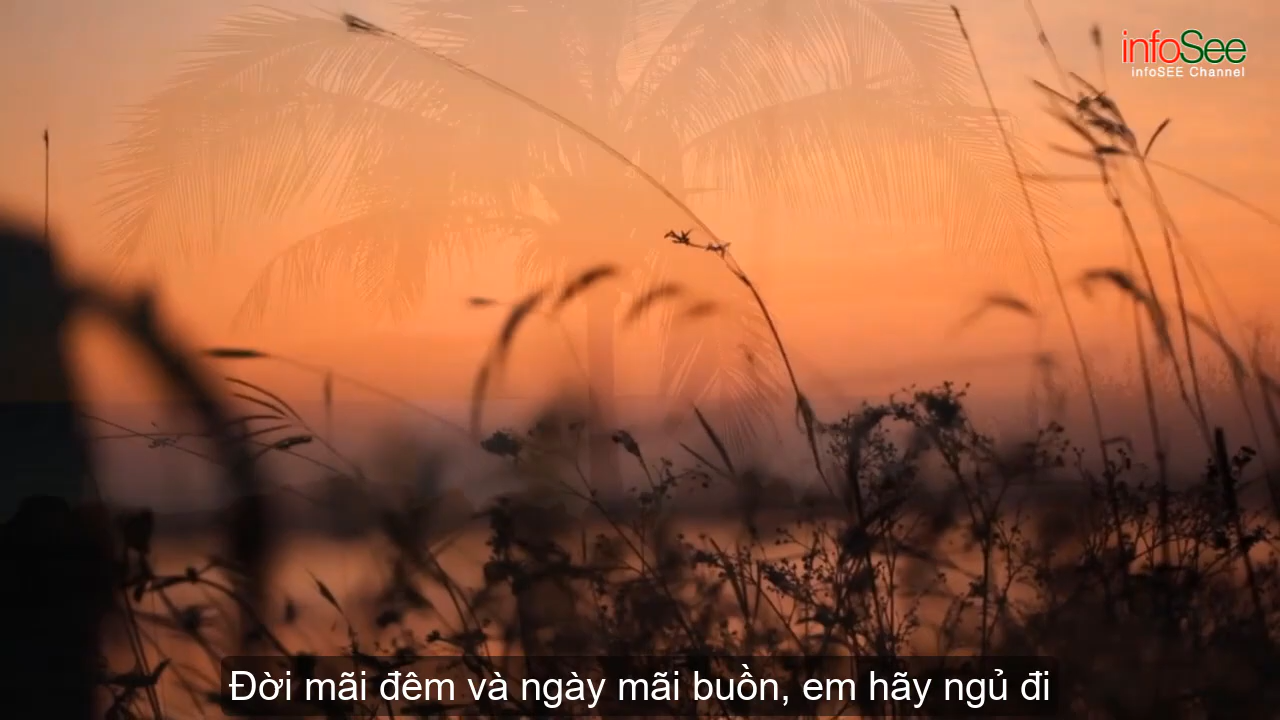 infoSee
infoSEE Channel
Đời mãi đêm và ngày mãi buồn, em hãy ngủ đi